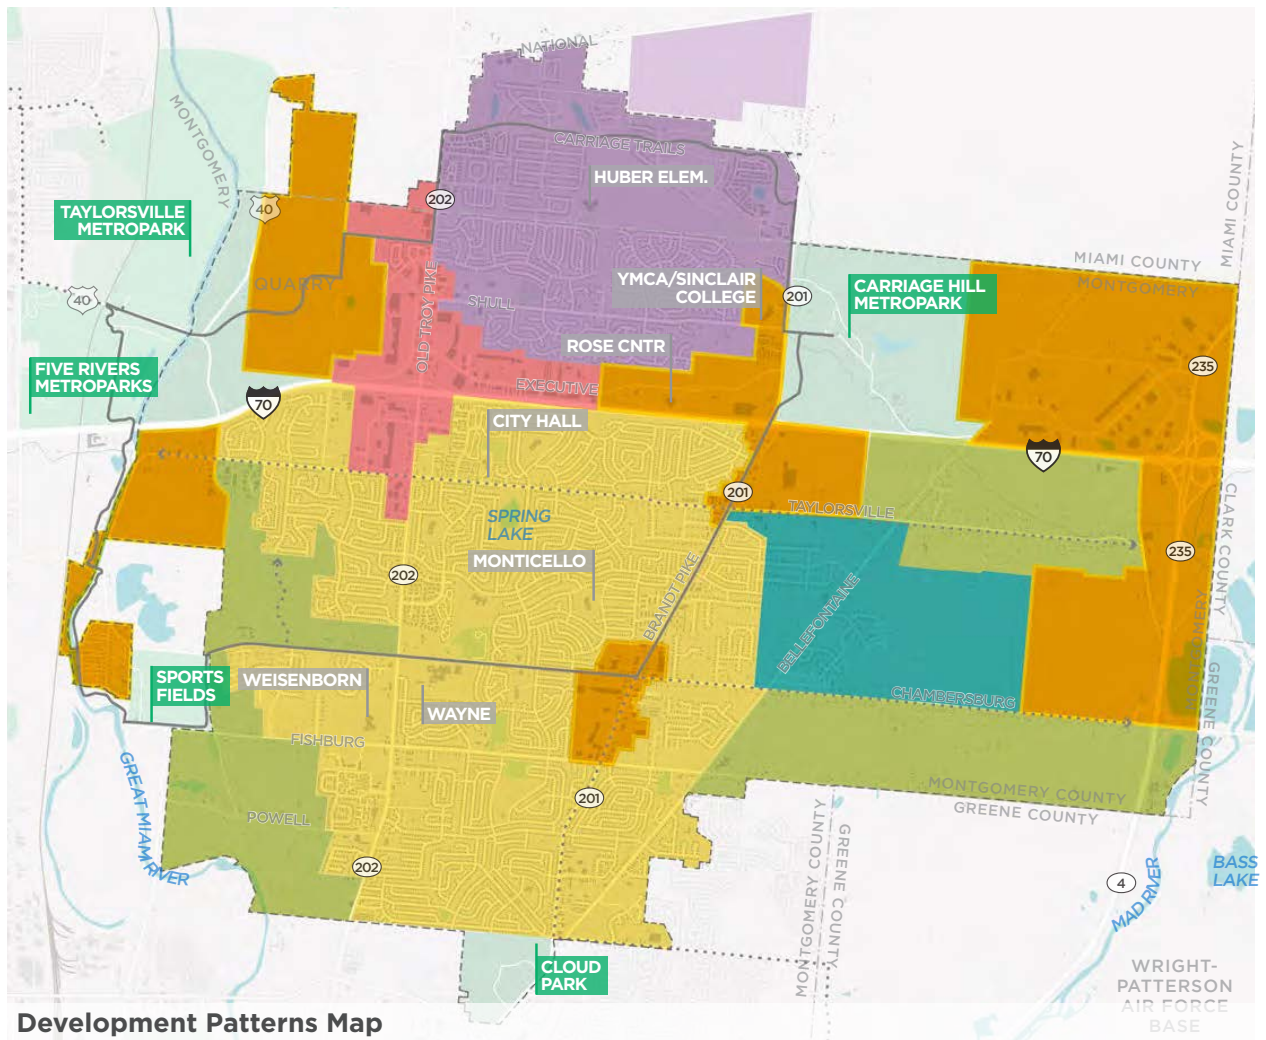 NATIONAL
MONTGOMERY
CARRIAGE TRAILS
HUBER ELEM.
MIAMI COUNTY
202
40
TAYLORSVILLE
METROPARK
QUARRY
MIAMI COUNTY
MONTGOMERY
YMCA/SINCLAIR
COLLEGE
201
CARRIAGE HILL
METROPARK
40
SHULL
OLD TROY PIKE
ROSE CNTR
235
FIVE RIVERS
METROPARKS
EXECUTIVE
70
CITY HALL
70
201
TAYLORSVILLE
SPRING
LAKE
CLARK COUNTY
MONTICELLO
235
202
BRANDT PIKE
BELLEFONTAINE
MONTGOMERY
GREENE COUNTY
SPORTS
FIELDS
WEISENBORN
WAYNE
CHAMBERSBURG
FISHBURG
GREAT MIAMI
RIVER
MONTGOMERY COUNTY
GREENE COUNTY
201
POWELL
MONTGOMERY COUNTY
GREENE COUNTY
202
4
MAD RIVER
BASS
LAKE
CLOUD
PARK
WRIGHT-
PATTERSON
AIR FORCE
BASE
Development Patterns Map